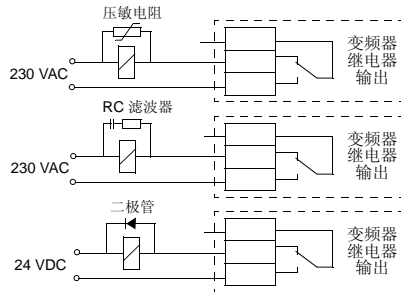 压敏电阻
230 VAC
变频器
继电器
输出
RC 滤波器
230 VAC
变频器
继电器
输出
二极管
24 VDC
变频器
继电器
输出